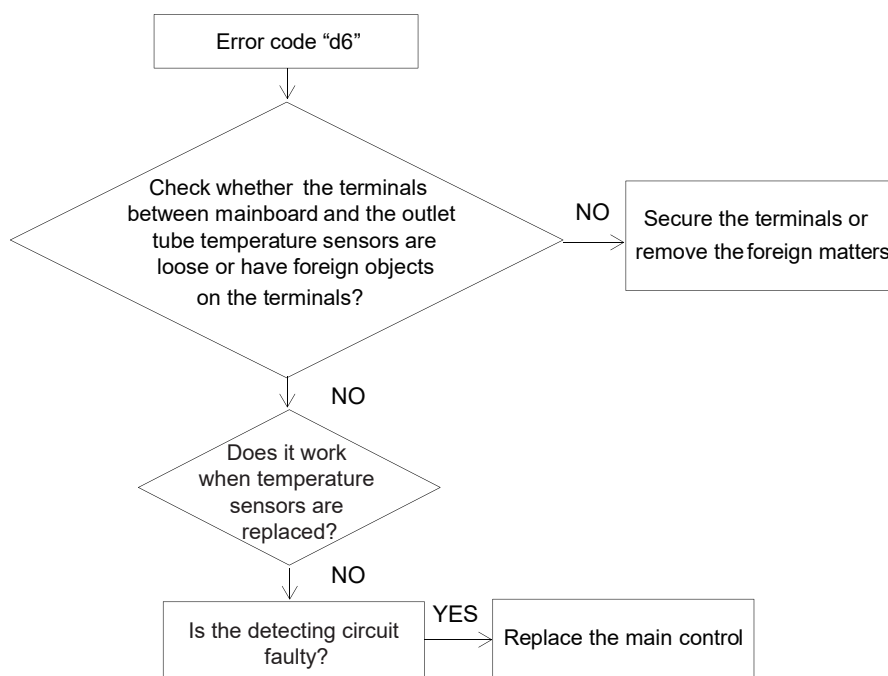 Error code “d6”
Check whether the terminals
between mainboard and the outlet
tube temperature sensors are
loose or have foreign objects
on the terminals?
NO
Secure the terminals or
remove the foreign matters
NO
Does it work
when temperature
sensors are
replaced?
NO
Is the detecting circuit
faulty?
YES
Replace the main control